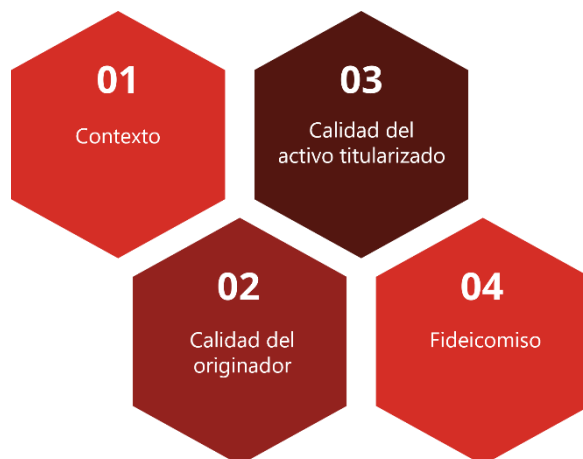 01
Contexto
02
Calidad del
originador
03
Calidad del
activo titularizado
04
Fideicomiso